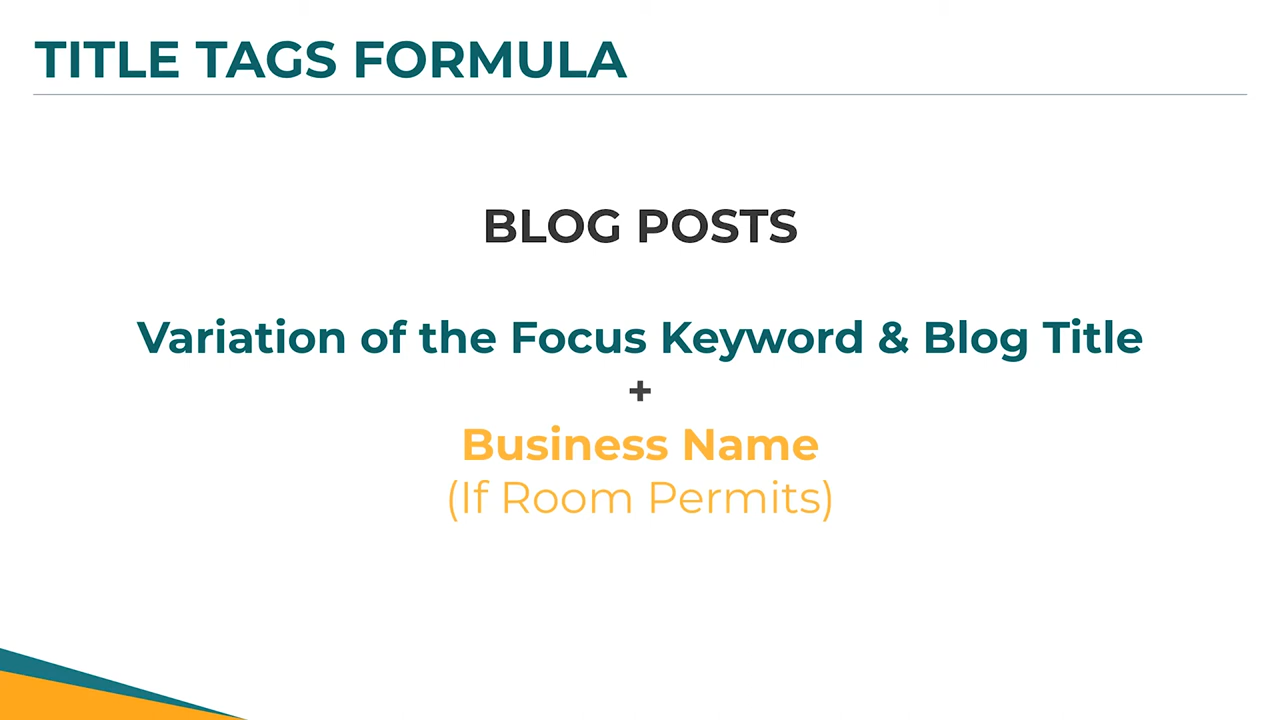 TITLE TAGS FORMULA
BLOG POSTS
Variation of the Focus Keyword & Blog Title
+
Business Name
(If Room Permits)